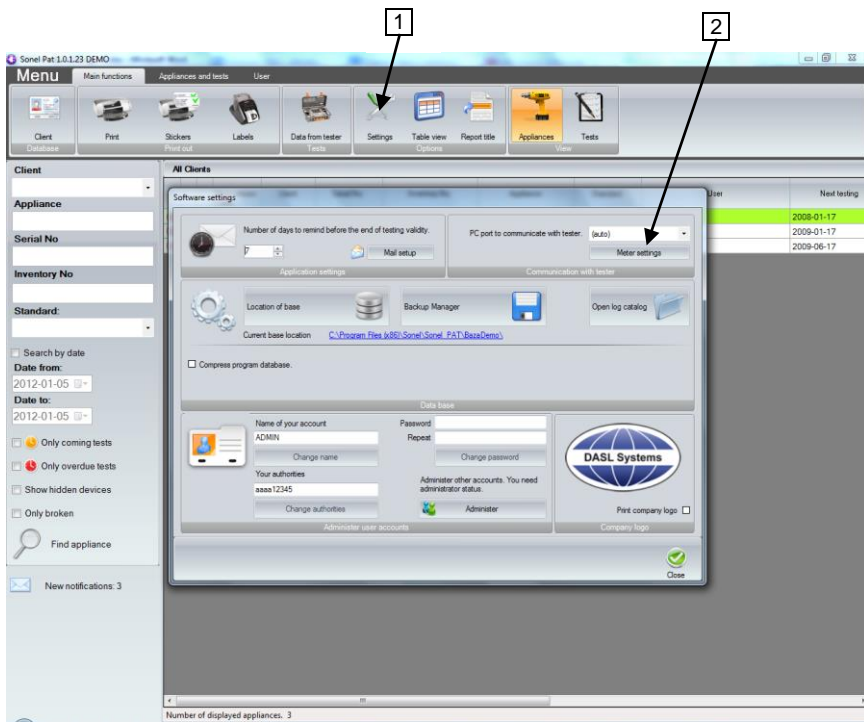 1
2
Sonel Pat 1.0.1.23 DEMO
Menu Main functions Appliances and tests User
Client Print Stickers Labels Data from tester Settings Table view Report title Appliances Tests
Database Print out Tests Options View
Client
Appliance
Serial No
Inventory No
Standard:
Search by date
Date from:
2012-01-05
Date to:
2012-01-05
Only coming tests
Only overdue tests
Show hidden devices
Only broken
Find appliance
New notifications: 3
All Clients
User Next testing
2008-01-17
2009-01-17
2009-06-17
Software settings
Number of days to remind before the end of testing validity.
7
Mail setup
Application settings
PC port to communicate with tester. (auto)
Meter settings
Communication with tester
Location of base Backup Manager Open log catalog
Current base location C:\Program Files (x86)\Sonel\Sonel_PAT\BazaDemo\
Compress program database.
Data base
Name of your account
ADMIN
Change name
Your authorities
aaaa12345
Change authorities
Password
Repeat
Change password
Administer other accounts. You need
administrator status.
Administer
Administer user accounts
DASL Systems
Print company logo
Company logo
Close
Number of displayed appliances, 3